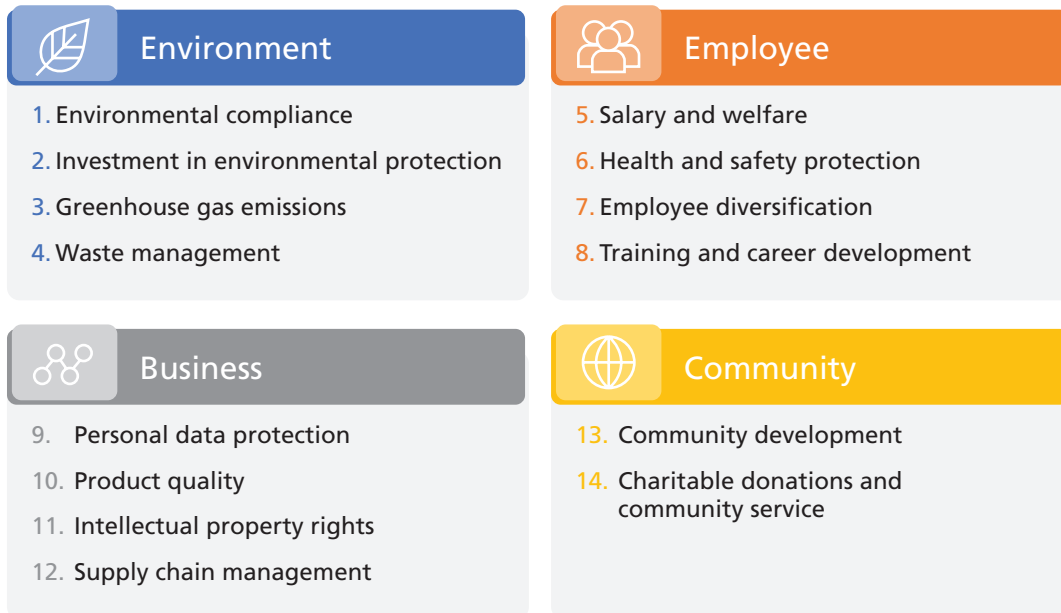 Environment
1. Environmental compliance
2. Investment in environmental protection
3. Greenhouse gas emissions
4. Waste management
Employee
5. Salary and welfare
6. Health and safety protection
7. Employee diversification
8. Training and career development
Business
9. Personal data protection
10. Product quality
11. Intellectual property rights
12. Supply chain management
Community
13. Community development
14. Charitable donations and
community service